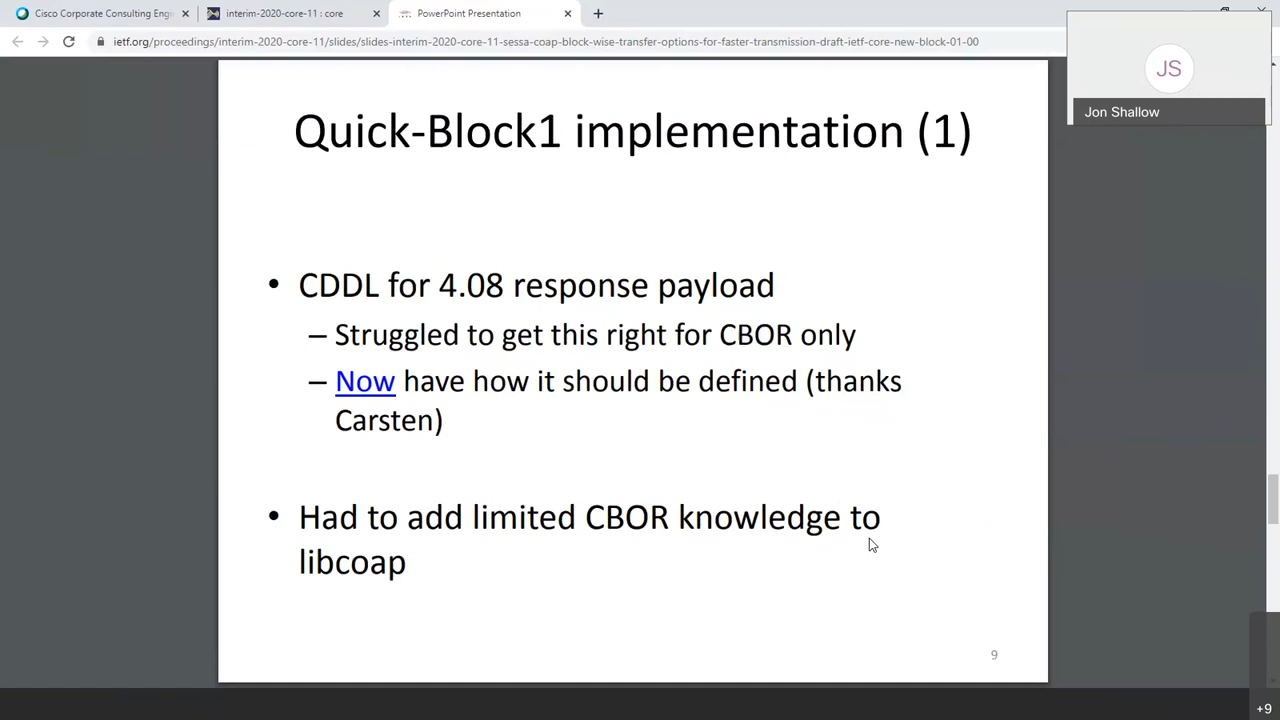 Cisco Corporate Consulting Engi
interim-2020-core-11 : core
PowerPoint Presentation
ietf.org/proceedings/interim-2020-core-11/slides/slides-interim-2020-core-11-sessa-coap-block-wise-transfer-options-for-faster-transmission-draft-ietf-core-new-block-01-00
JS
Jon Shallow
Quick-Block1 implementation (1)
• CDDL for 4.08 response payload
– Struggled to get this right for CBOR only
– Now have how it should be defined (thanks
Carsten)
• Had to add limited CBOR knowledge to
libcoap
9
+9